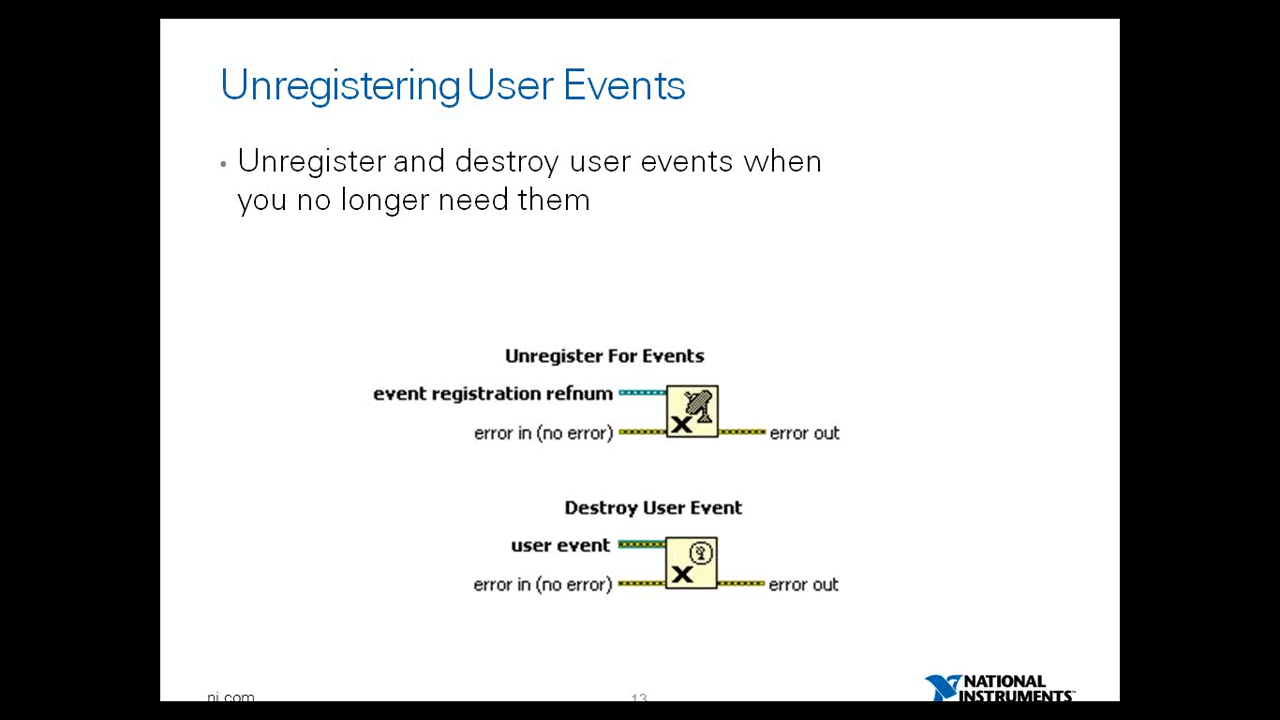 Unregistering User Events
• Unregister and destroy user events when
you no longer need them
Unregister For Events
event registration refnum
error in (no error)
error out
Destroy User Event
user event
error in (no error)
error out
ni.com
13
NATIONAL
INSTRUMENTS™